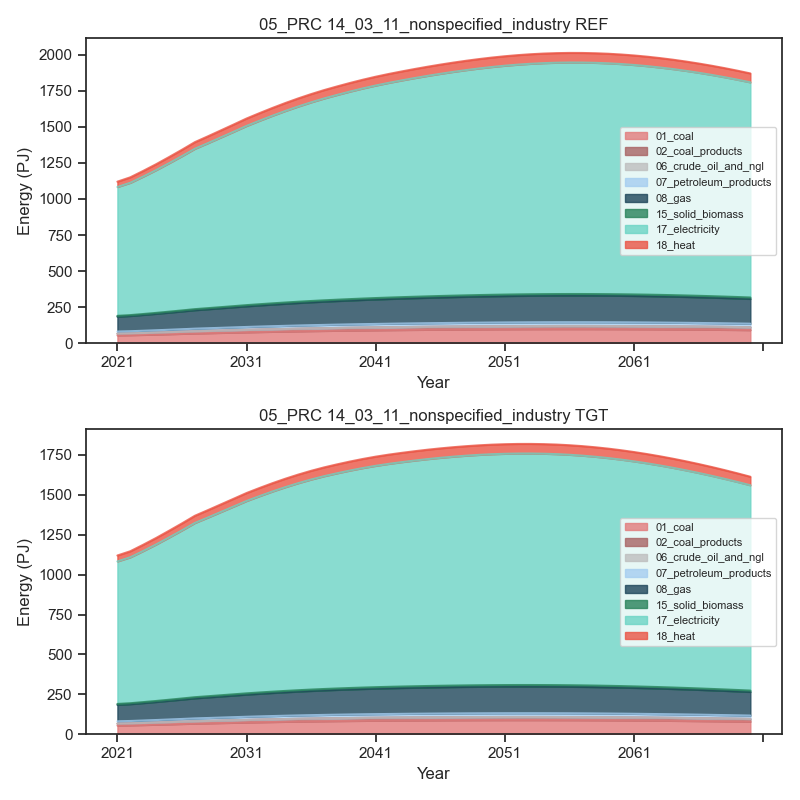 05_PRC 14_03_11_nonspecified_industry REF
2000
1750
1500
1250
1000
750
500
250
0
Energy (PJ)
01_coal
02_coal_products
06_crude_oil_and_ngl
07_petroleum_products
08_gas
15_solid_biomass
17_electricity
18_heat
2021 2031 2041 2051 2061
Year
05_PRC 14_03_11_nonspecified_industry TGT
1750
1500
1250
1000
750
500
250
0
Energy (PJ)
01_coal
02_coal_products
06_crude_oil_and_ngl
07_petroleum_products
08_gas
15_solid_biomass
17_electricity
18_heat
2021 2031 2041 2051 2061
Year